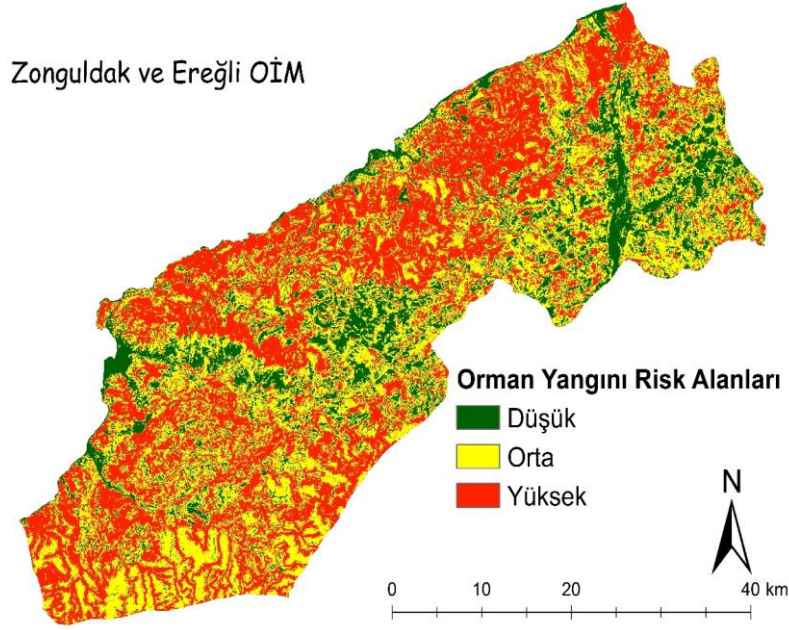 Zonguldak ve Ereğli OİM
Orman Yangını Risk Alanları
Düşük
Orta
Yüksek
N
0 10 20 40 km